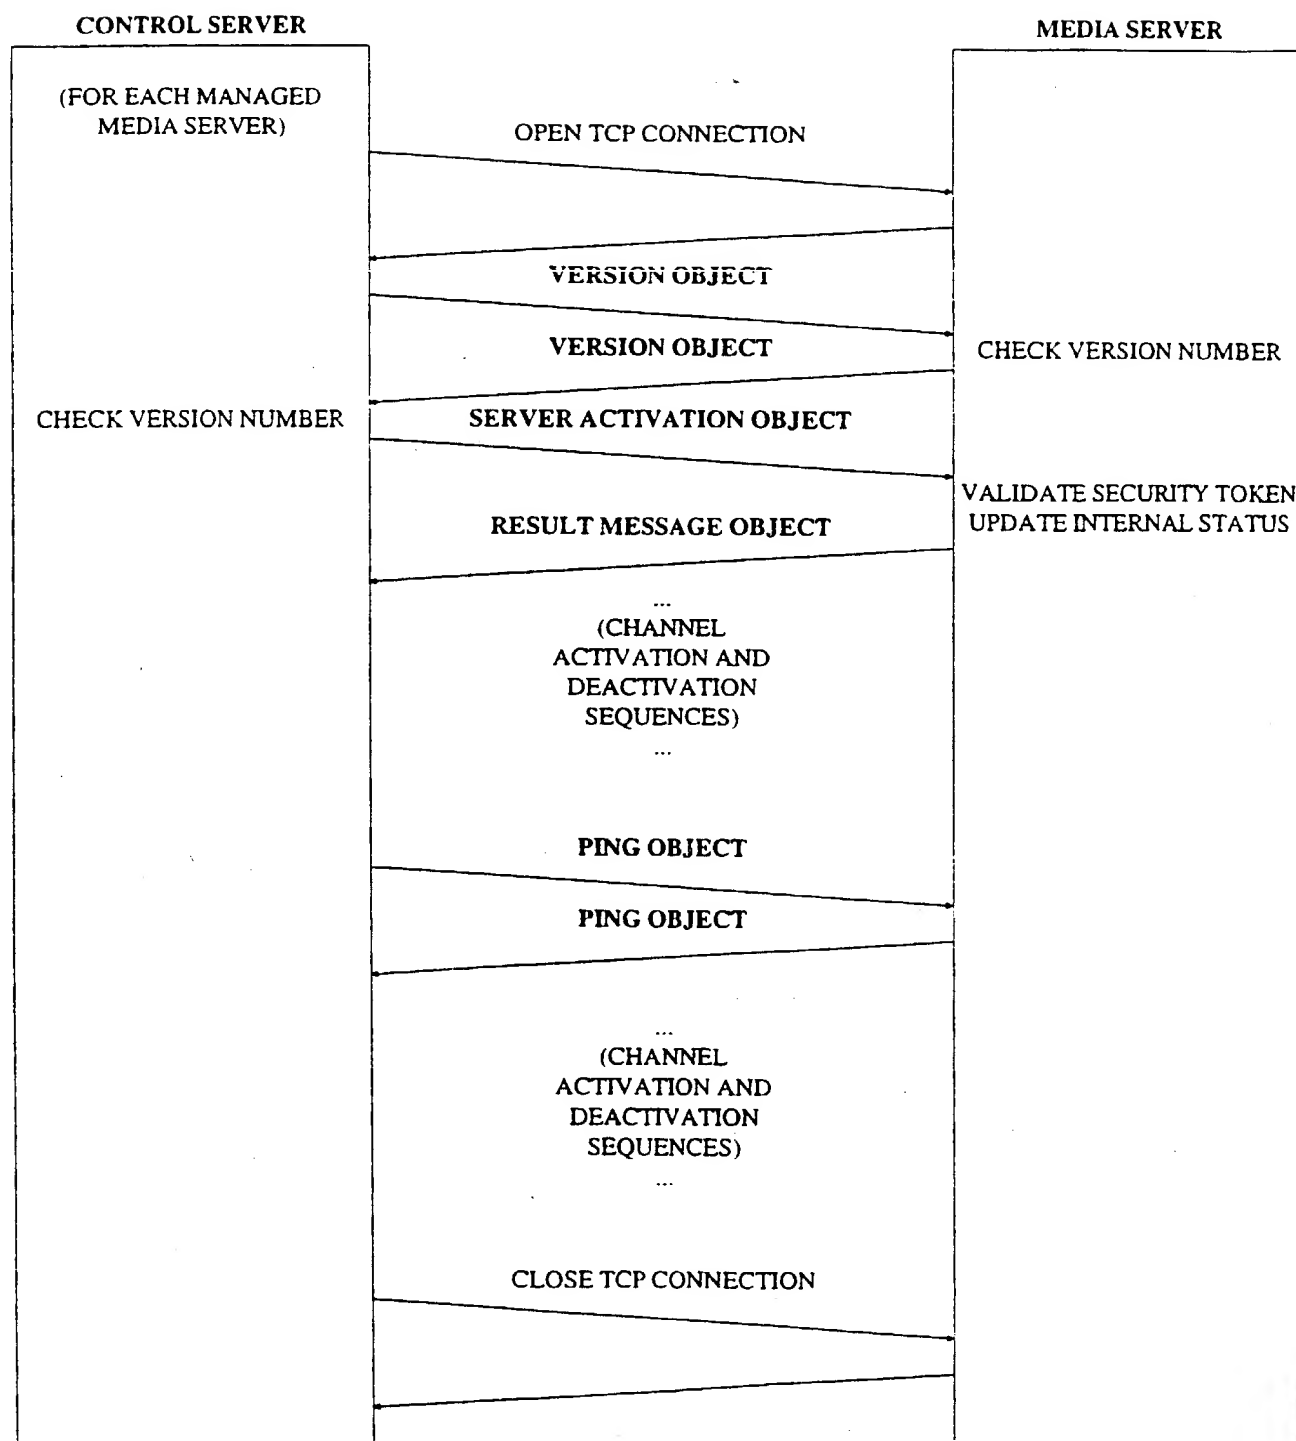 CONTROL SERVER
MEDIA SERVER
(FOR EACH MANAGED
MEDIA SERVER)
OPEN TCP CONNECTION
VERSION OBJECT
VERSION OBJECT
CHECK VERSION NUMBER
CHECK VERSION NUMBER
SERVER ACTIVATION OBJECT
VALIDATE SECURITY TOKEN
UPDATE INTERNAL STATUS
RESULT MESSAGE OBJECT
...
(CHANNEL
ACTIVATION AND
DEACTIVATION
SEQUENCES)
...
PING OBJECT
PING OBJECT
...
(CHANNEL
ACTIVATION AND
DEACTIVATION
SEQUENCES)
...
CLOSE TCP CONNECTION